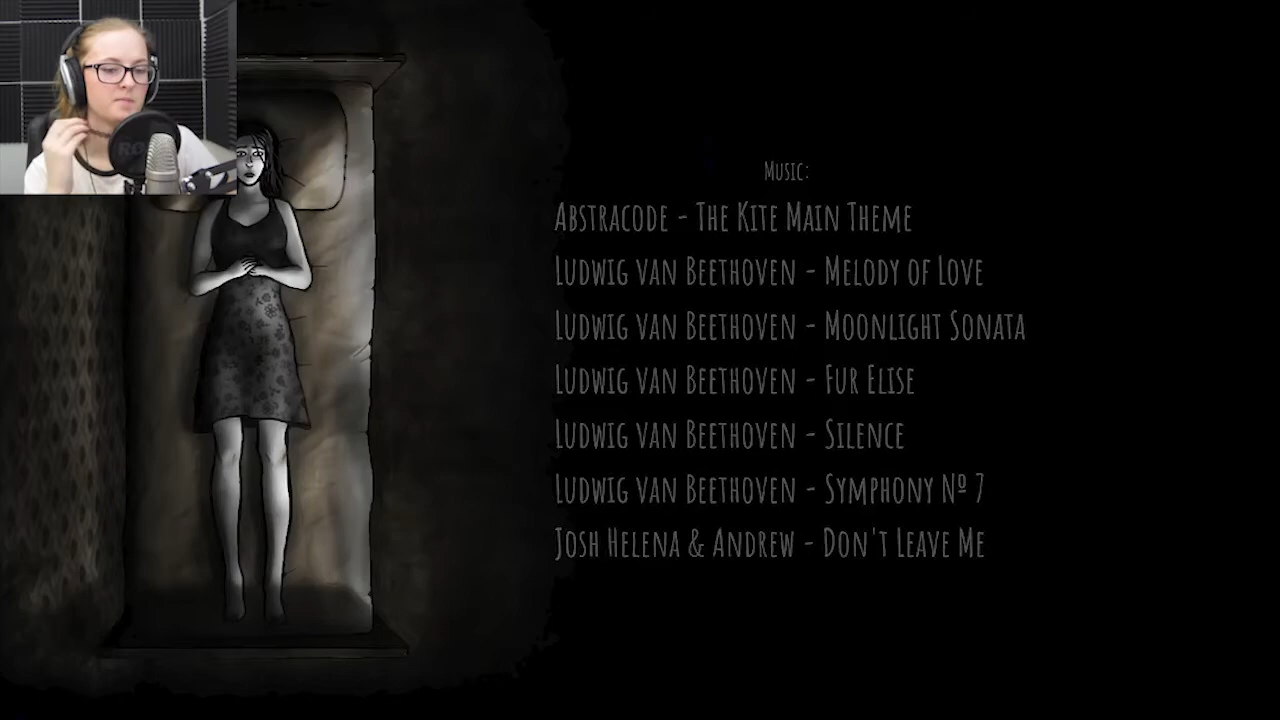 Music:
Abstracode - The Kite Main Theme
Ludwig van Beethoven - Melody of Love
Ludwig van Beethoven - Moonlight Sonata
Ludwig van Beethoven - Fur Elise
Ludwig van Beethoven - Silence
Ludwig van Beethoven - Symphony Nº 7
Josh Helena & Andrew - Don't Leave Me